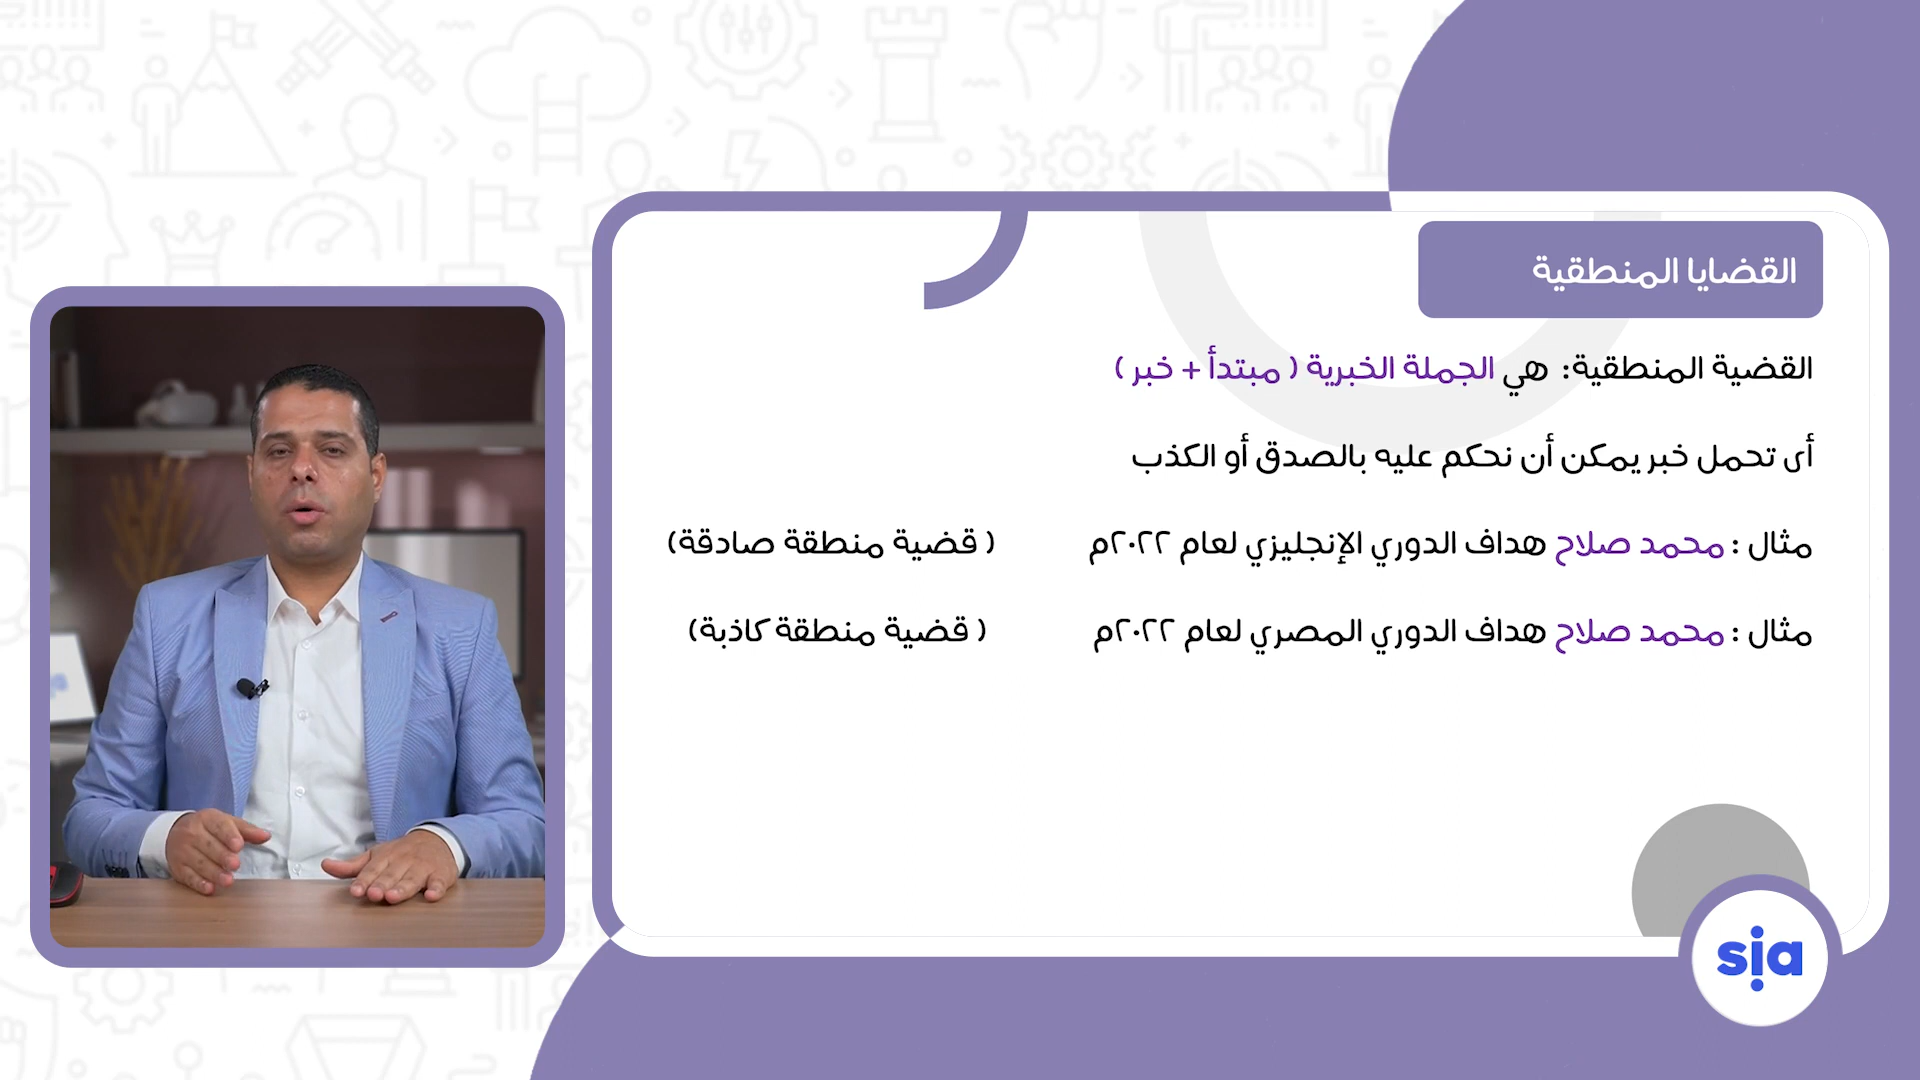 القضايا المنطقية
القضية المنطقية: هي الجملة الخبرية ( مبتدأ + خبر )
أى تحمل خبر يمكن أن نحكم عليه بالصدق أو الكذب
مثال : محمد صلاح هداف الدوري الإنجليزي لعام ٢٠٢٢م ( قضية منطقة صادقة)
مثال : محمد صلاح هداف الدوري المصري لعام ٢٠٢٢م ( قضية منطقة كاذبة)
sia